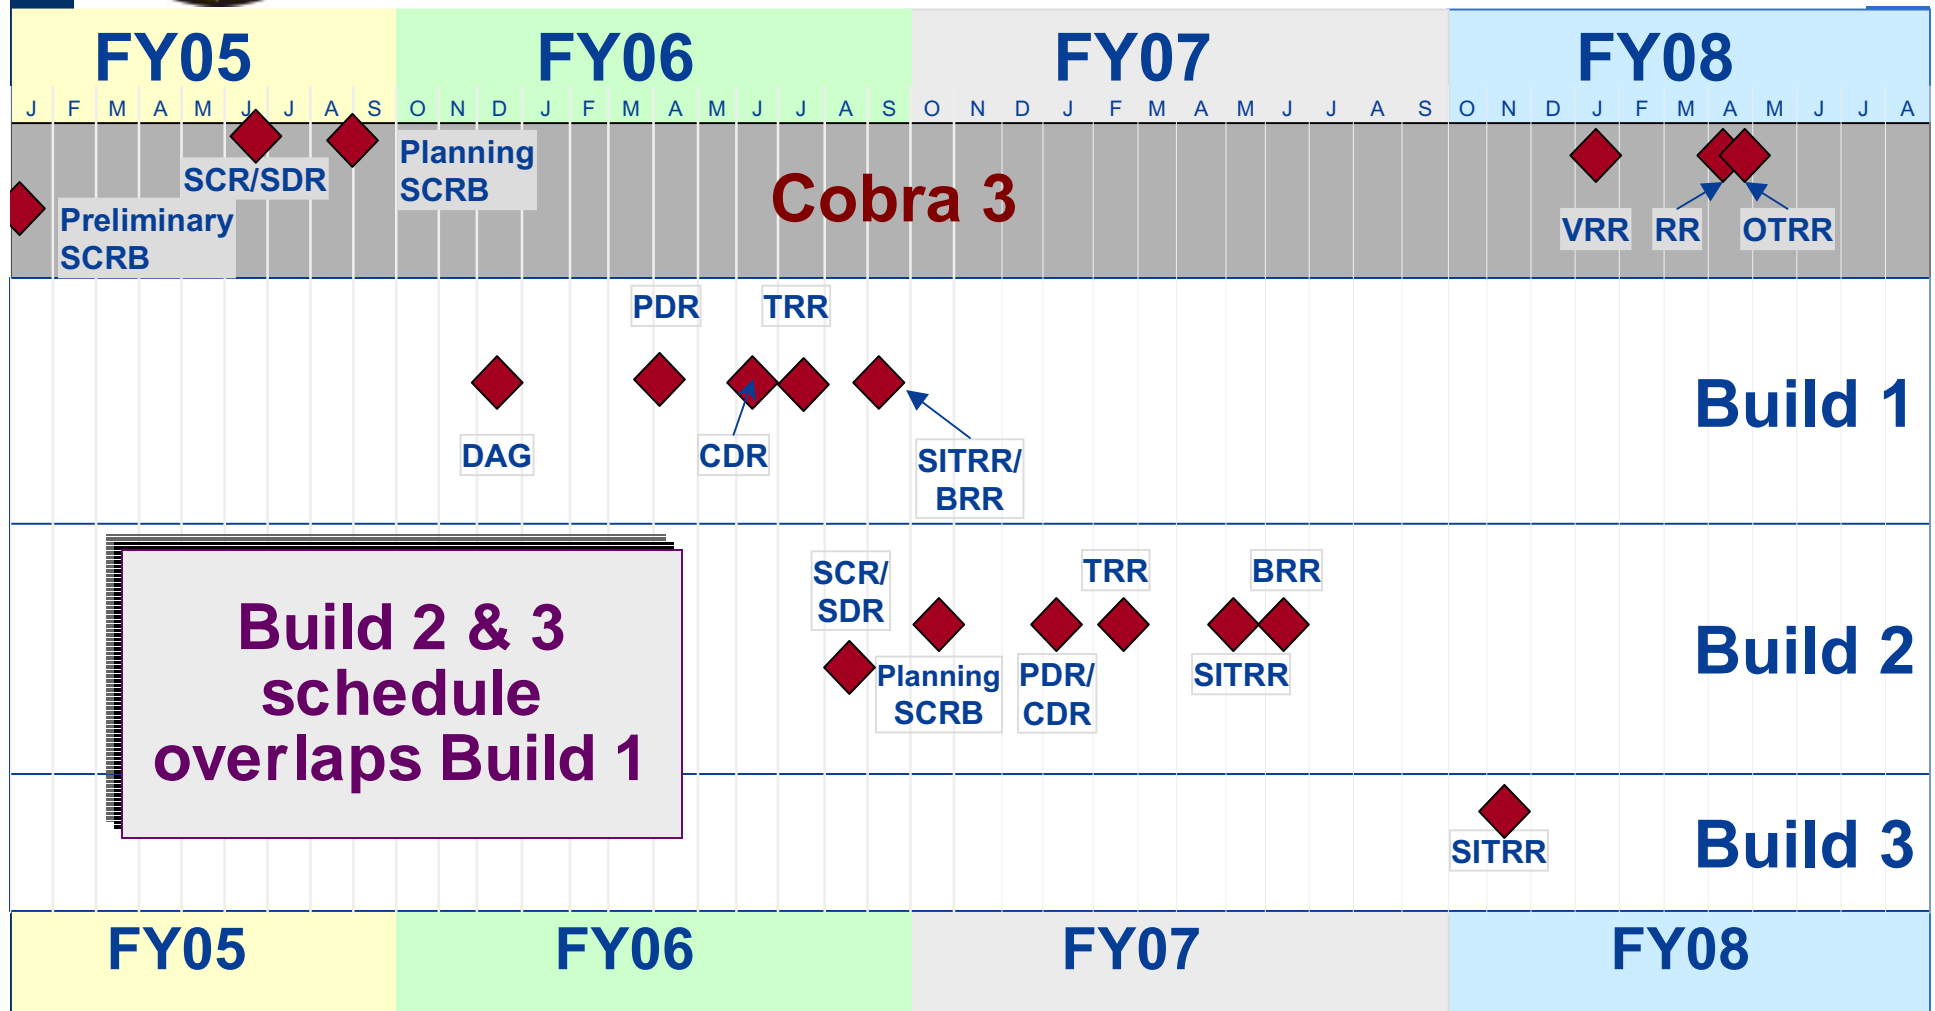 FY05 FY06 FY07 FY08
J F M A M J J A S O N D J F M A M J J A S O N D J F M A M J J A S O N D J F M A M J J A
Planning
SCRB
SCR/SDR
Cobra 3
Preliminary
SCRB
VRR RR OTRR
PDR TRR
Build 1
DAG CDR
SITRR/
BRR
SCR/
SDR
TRR BRR
Build 2 & 3
schedule
overlaps Build 1
Planning
SCRB
PDR/
CDR
SITRR
Build 2
SITRR
Build 3
FY05 FY06 FY07 FY08